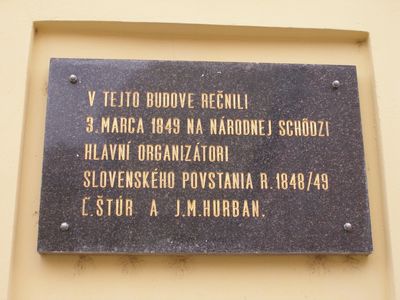 V TEJTO BUDOVE REČNILI
3. MARCA 1849 NA NÁRODNEJ SCHÔDZI
HLAVNÍ ORGANIZÁTORI
SLOVENSKÉHO POVSTANIA R. 1848/49
Ľ. ŠTÚR A J.M. HURBAN.